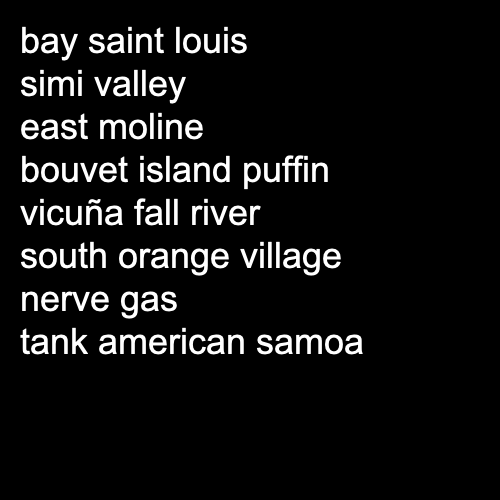 bay saint louis
simi valley
east moline
bouvet island puffin
vicuña fall river
south orange village
nerve gas
tank american samoa